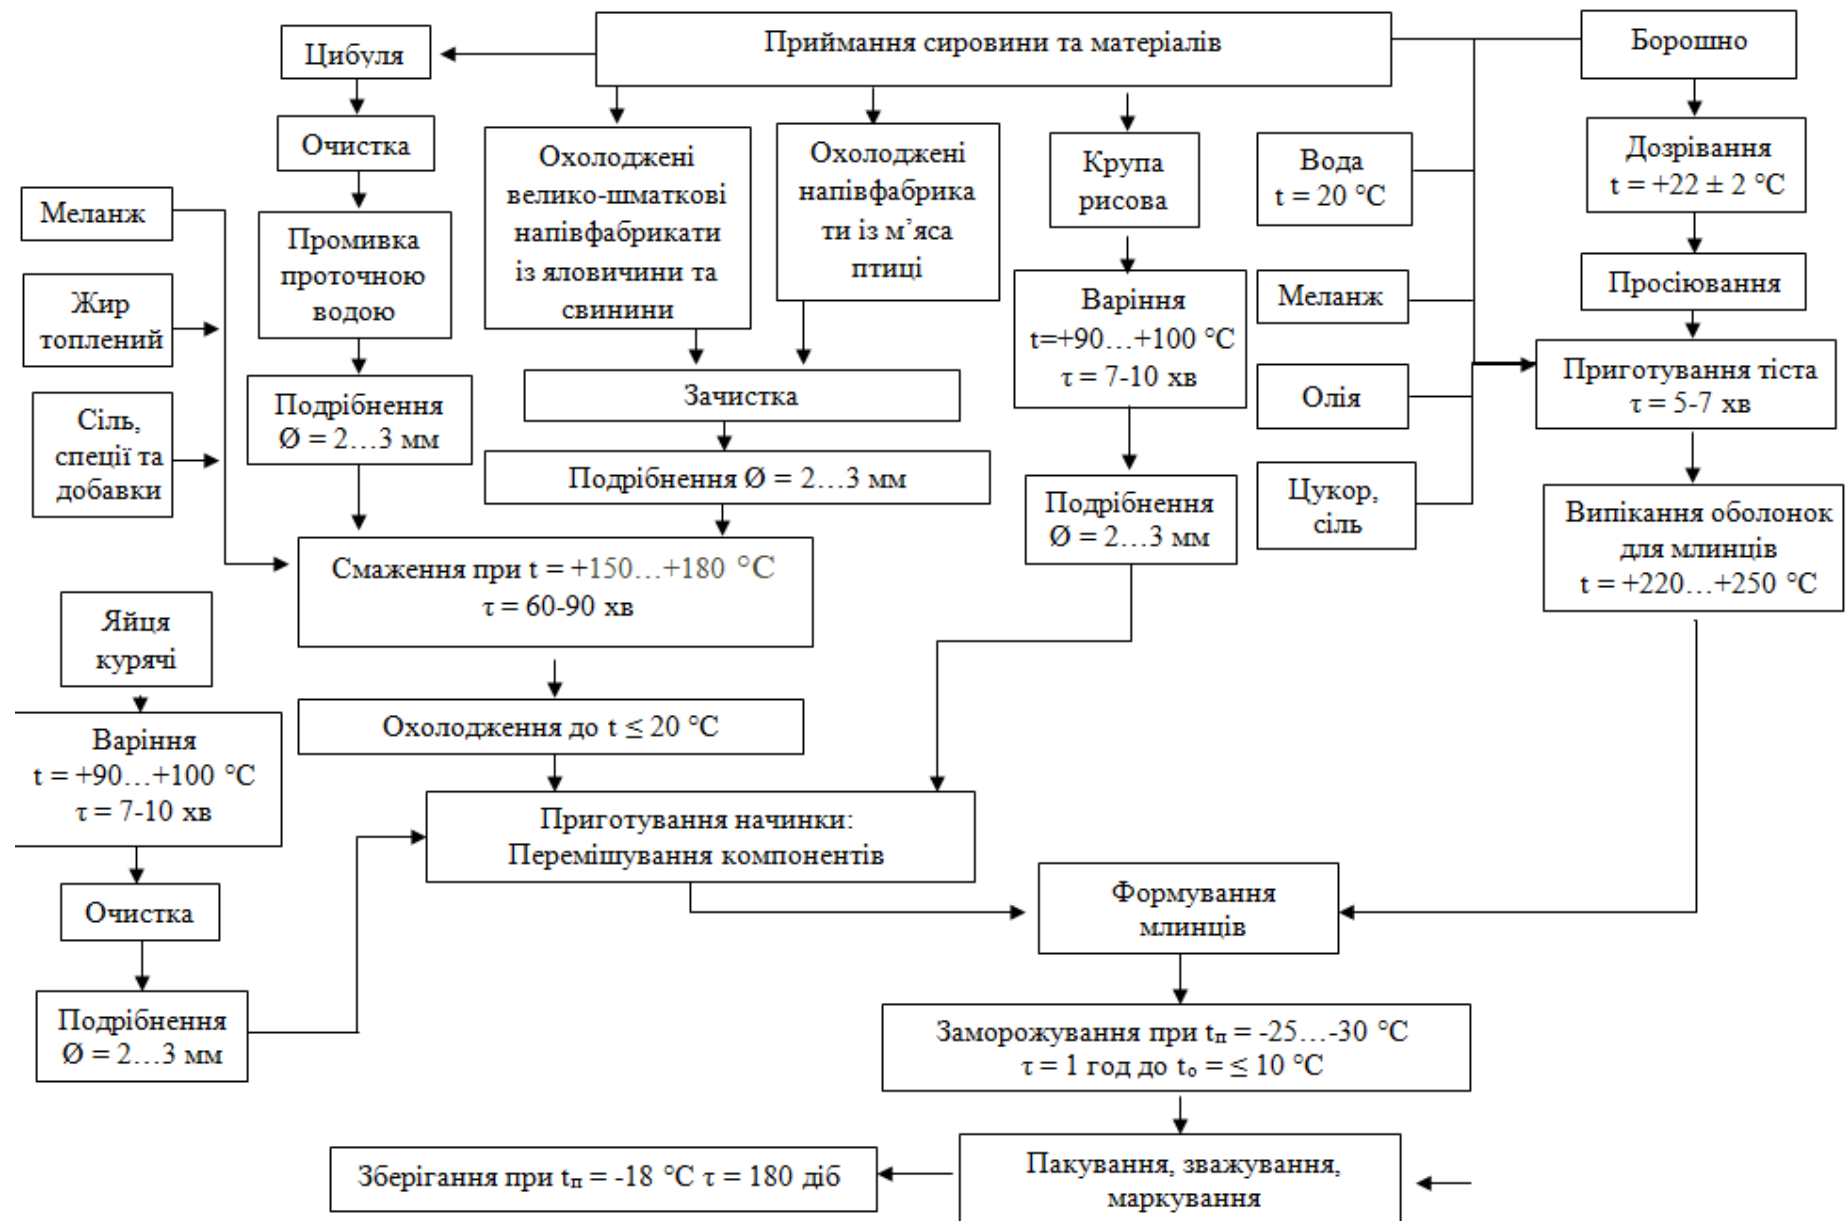 Приймання сировини та матеріалів
Борошно
Цибуля
Очистка
Охолоджені
велико-шматкові
напівфабрикати
із яловичини та
свинини
Охолоджені
напівфабрика
ти із м’яса
птиці
Крупа
рисова
Вода
t = 20 °С
Дозрівання
t = +22 ± 2 °С
Меланж
Промивка
проточною
водою
Жир
топлений
Варіння
t=+90…+100 °С
τ = 7-10 хв
Меланж
Просіювання
Сіль,
спеції та
добавки
Подрібнення
Ø = 2…3 мм
Зачистка
Олія
Приготування тіста
τ = 5-7 хв
Подрібнення Ø = 2…3 мм
Подрібнення
Ø = 2…3 мм
Цукор,
сіль
Випікання оболонок
для млинців
t = +220…+250 °С
Смаження при t = +150…+180 °С
τ = 60-90 хв
Яйця
курячі
Охолодження до t ≤ 20 °С
Варіння
t = +90…+100 °С
τ = 7-10 хв
Приготування начинки:
Перемішування компонентів
Очистка
Формування
млинців
Подрібнення
Ø = 2…3 мм
Заморожування при tп = -25…-30 °С
τ = 1 год до tо = ≤ 10 °С
Зберігання при tп = -18 °С τ = 180 діб
Пакування, зважування,
маркування